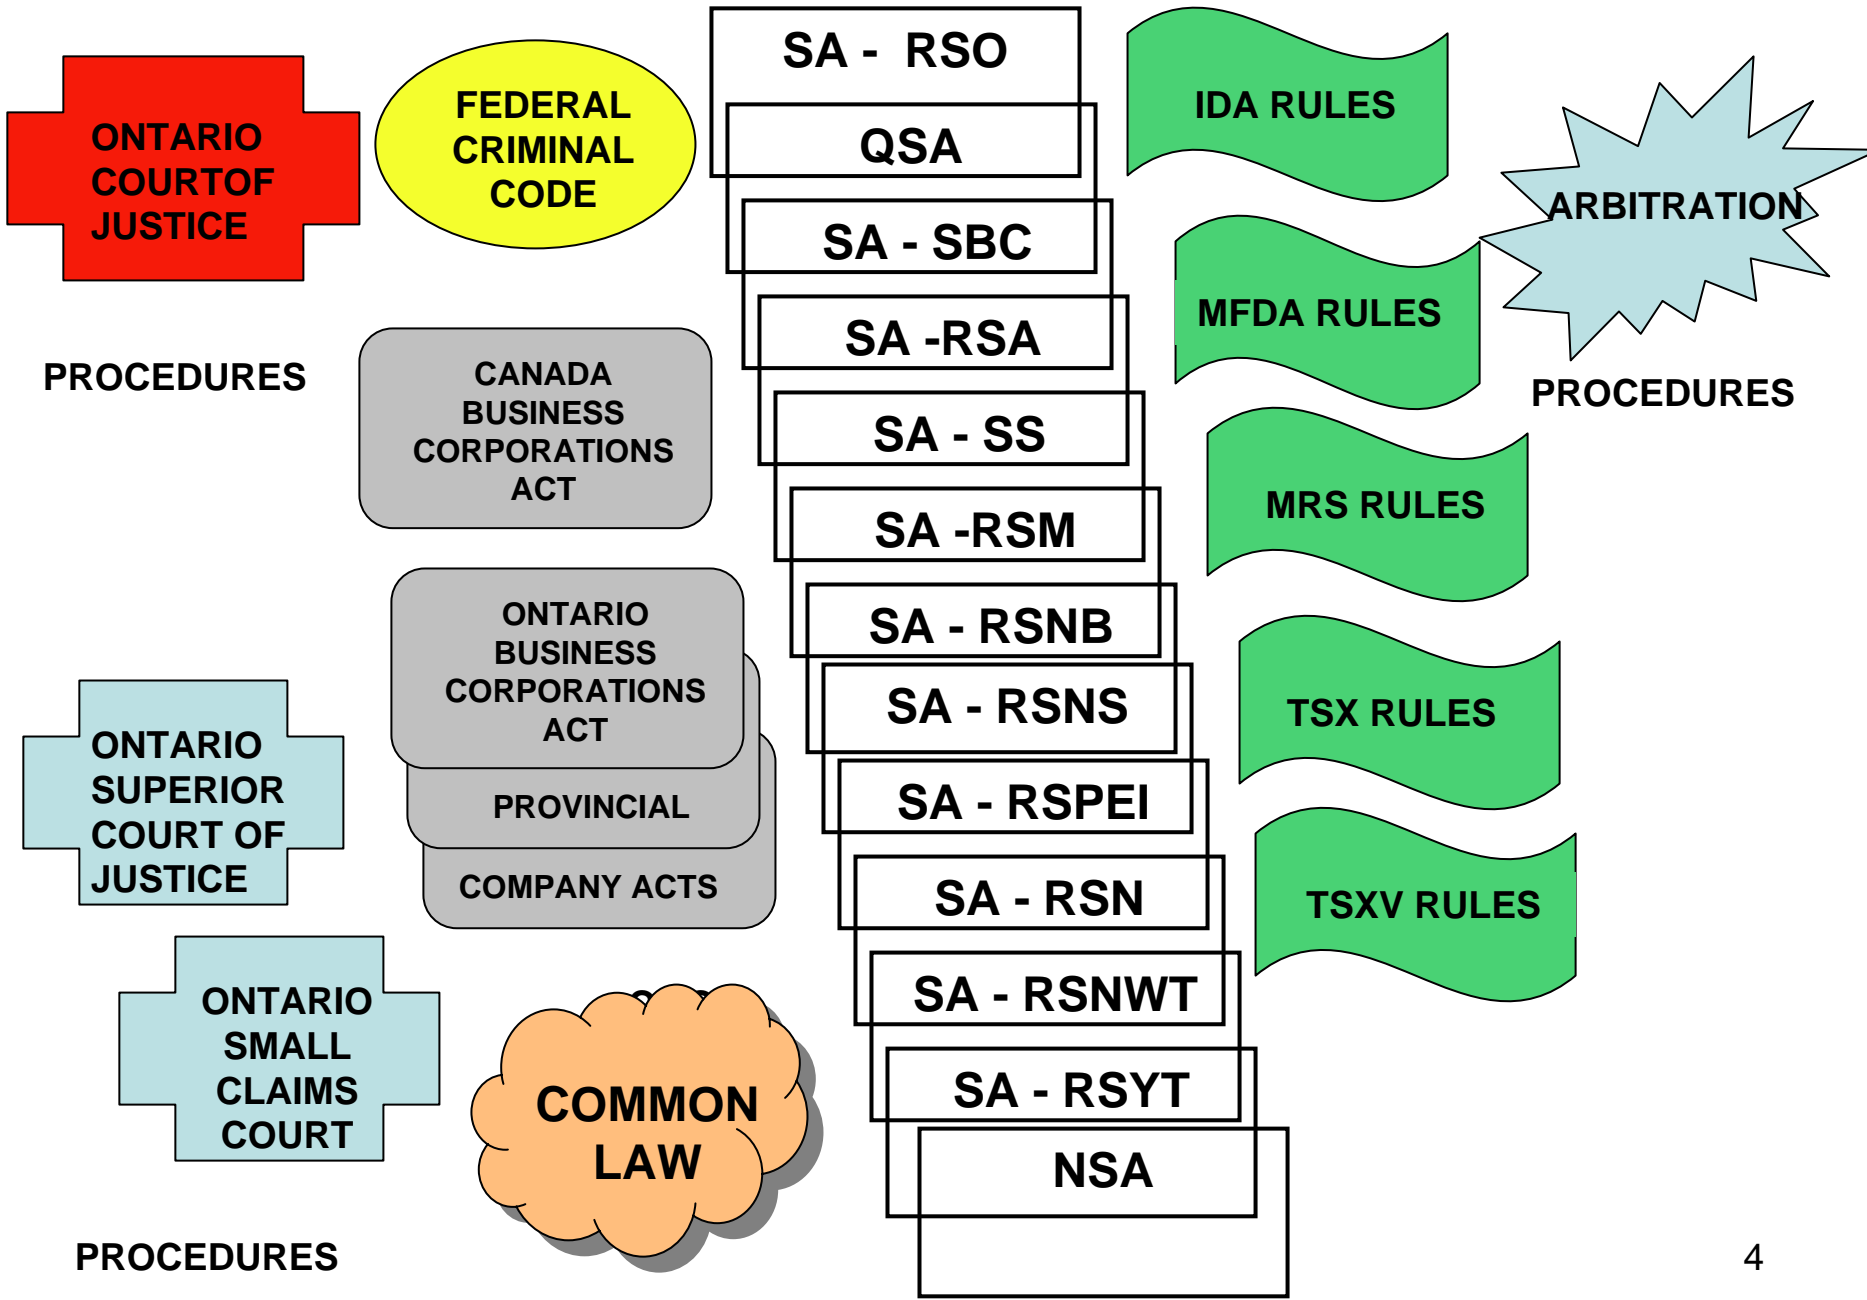 ONTARIO
COURTOF
JUSTICE
PROCEDURES
FEDERAL
CRIMINAL
CODE
CANADA
BUSINESS
CORPORATIONS
ACT
ONTARIO
BUSINESS
CORPORATIONS
ACT
PROVINCIAL
COMPANY ACTS
ONTARIO
SUPERIOR
COURT OF
JUSTICE
ONTARIO
SMALL
CLAIMS
COURT
PROCEDURES
COMMON
LAW
SA - RSO
QSA
SA - SBC
SA -RSA
SA - SS
SA -RSM
SA - RSNB
SA - RSNS
SA - RSPEI
SA - RSN
SA - RSNWT
SA - RSYT
NSA
IDA RULES
MFDA RULES
MRS RULES
TSX RULES
TSXV RULES
ARBITRATION
PROCEDURES
4